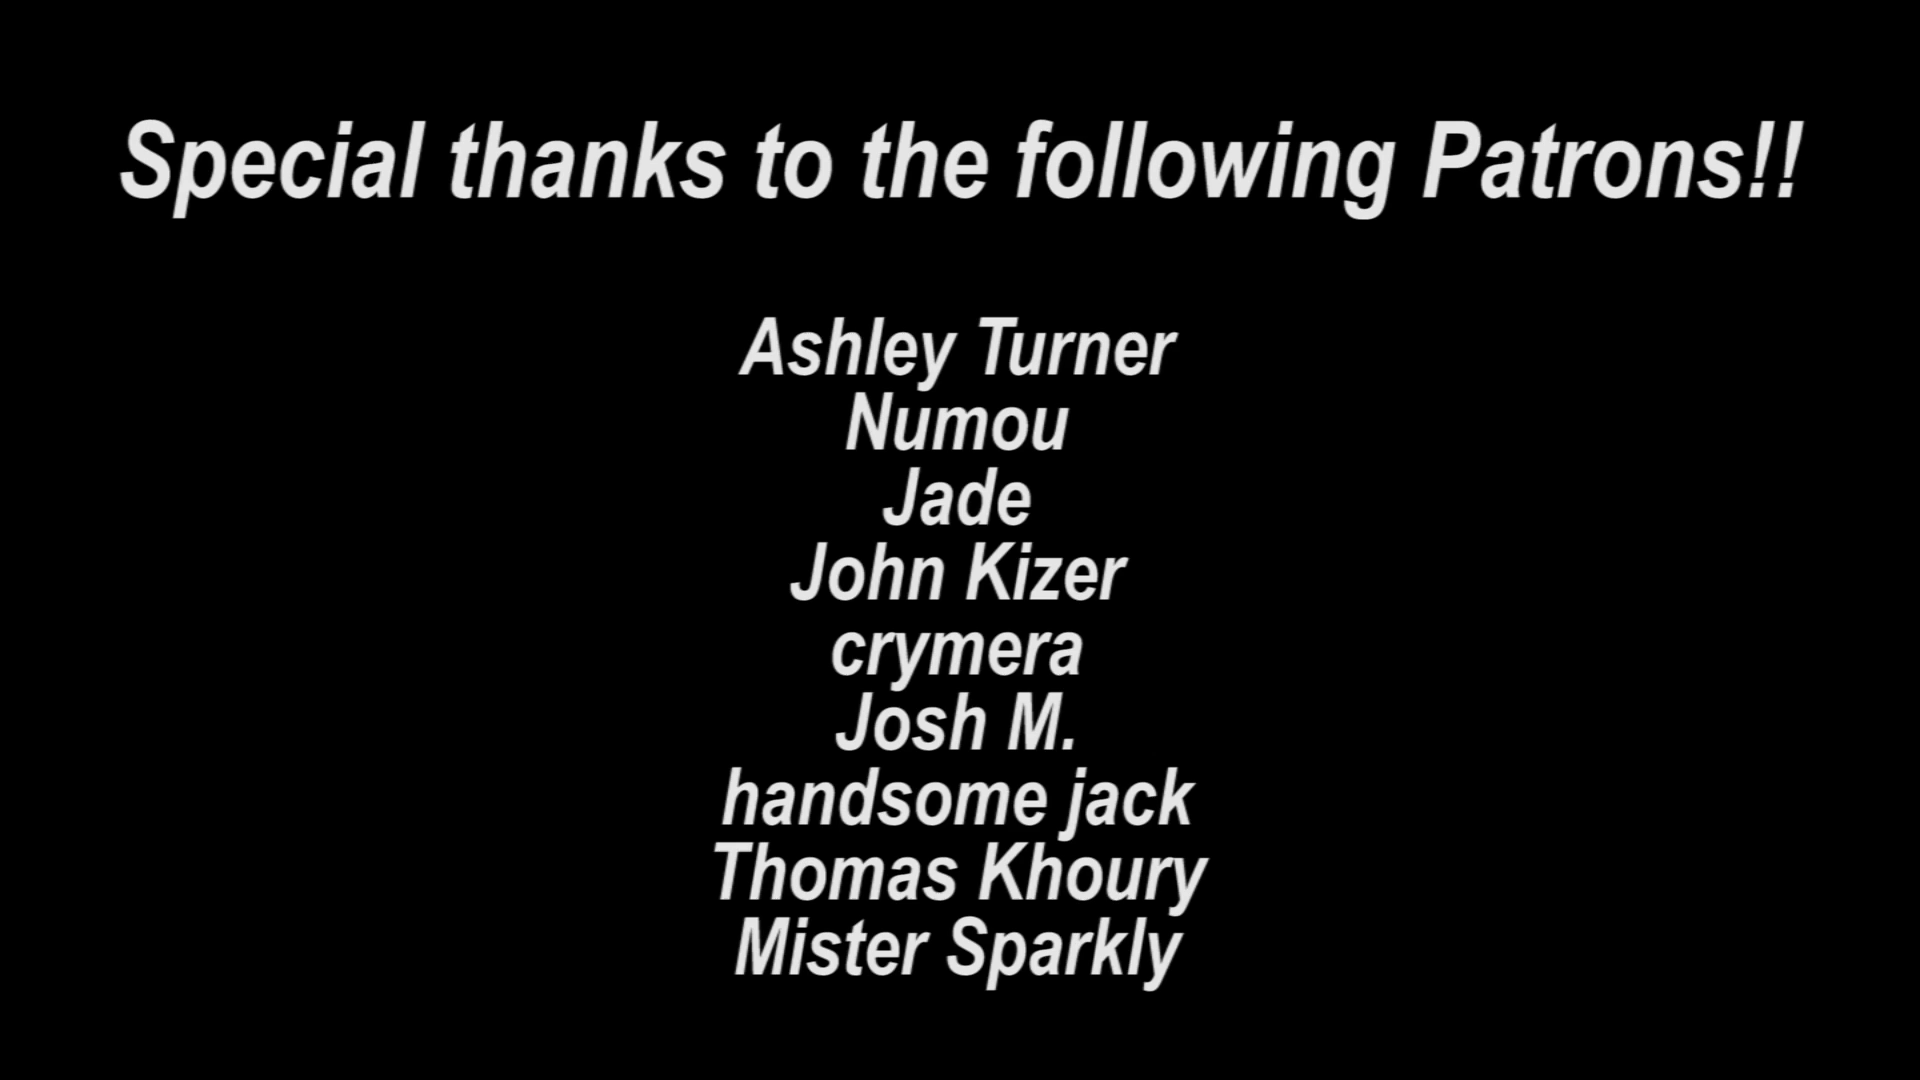 Special thanks to the following Patrons!!
Ashley Turner
Numou
Jade
John Kizer
crymera
Josh M.
handsome jack
Thomas Khoury
Mister Sparkly